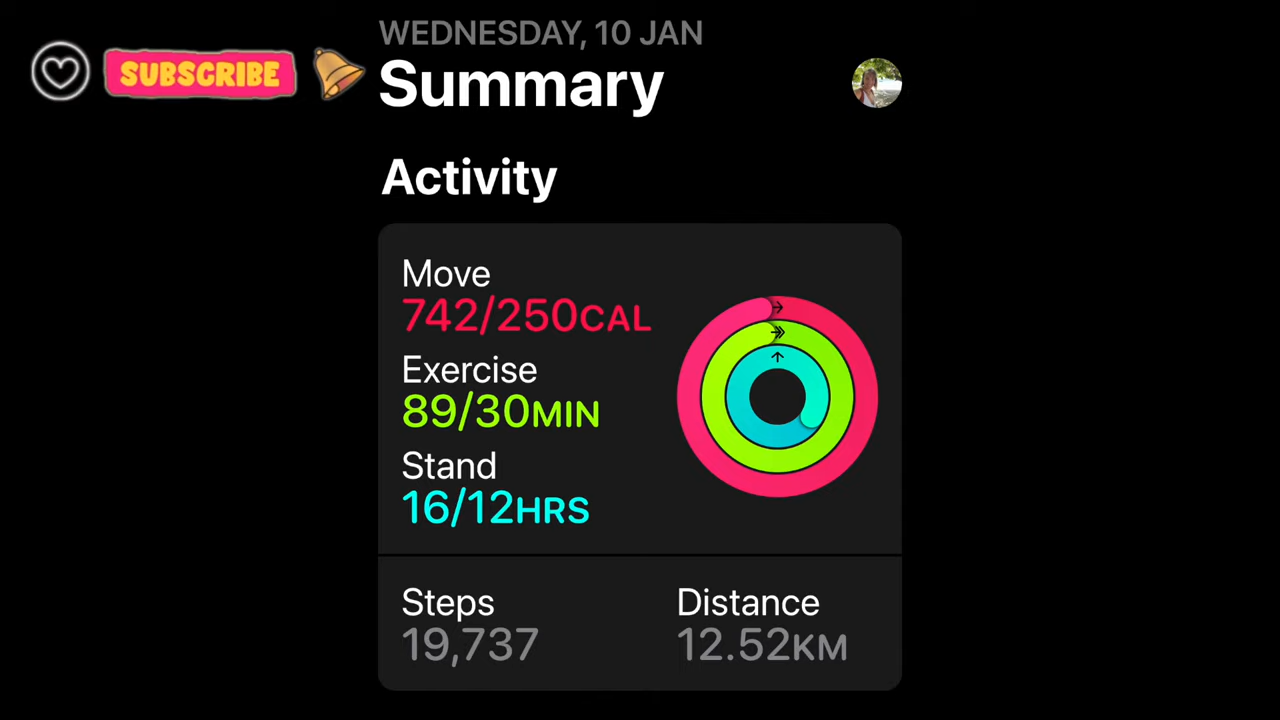 WEDNESDAY, 10 JAN
SUBSCRIBE
Summary
Activity
Move
742/250CAL
Exercise
89/30MIN
Stand
16/12HRS
Steps
19,737
Distance
12.52KM